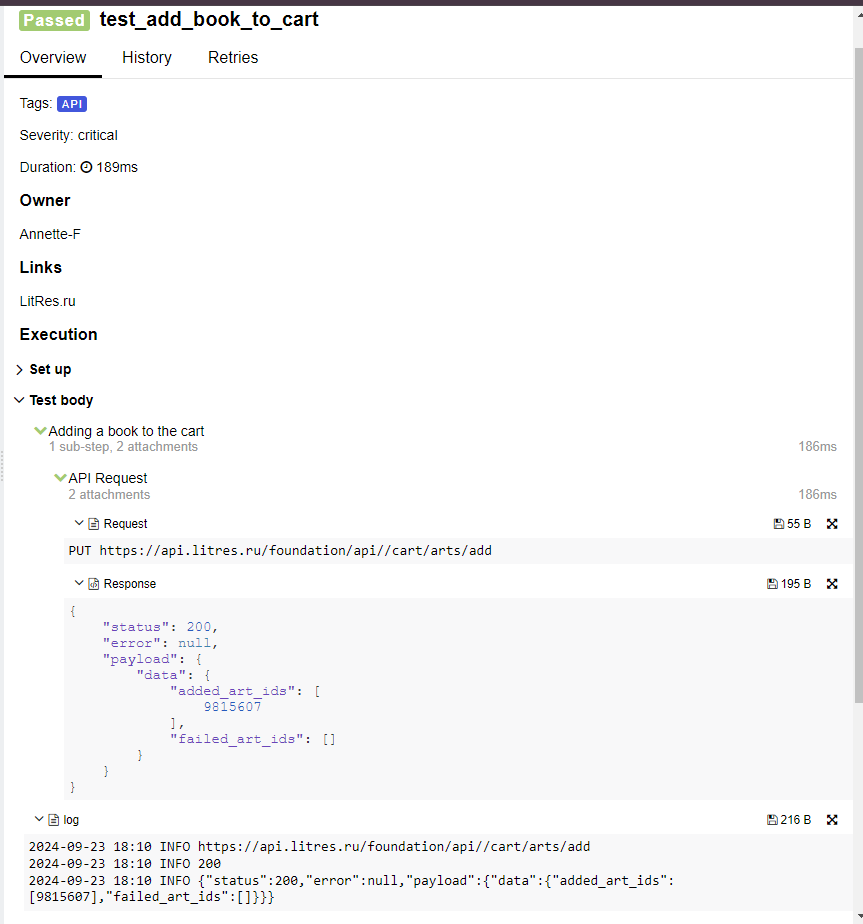 Passed test_add_book_to_cart
Overview History Retries
Tags: API
Severity: critical
Duration: 189ms
Owner
Annette-F
Links
LitRes.ru
Execution
Set up
Test body
Adding a book to the cart
1 sub-step, 2 attachments 186ms
API Request
2 attachments 186ms
Request 55 B
PUT https://api.litres.ru/foundation/api//cart/arts/add
Response 195 B
{
    "status": 200,
    "error": null,
    "payload": {
        "data": {
            "added_art_ids": [
                9815607
            ],
            "failed_art_ids": []
        }
    }
}
log 216 B
2024-09-23 18:10 INFO https://api.litres.ru/foundation/api//cart/arts/add
2024-09-23 18:10 INFO 200
2024-09-23 18:10 INFO {"status":200,"error":null,"payload":{"data":{"added_art_ids":
[9815607],"failed_art_ids":[]}}}